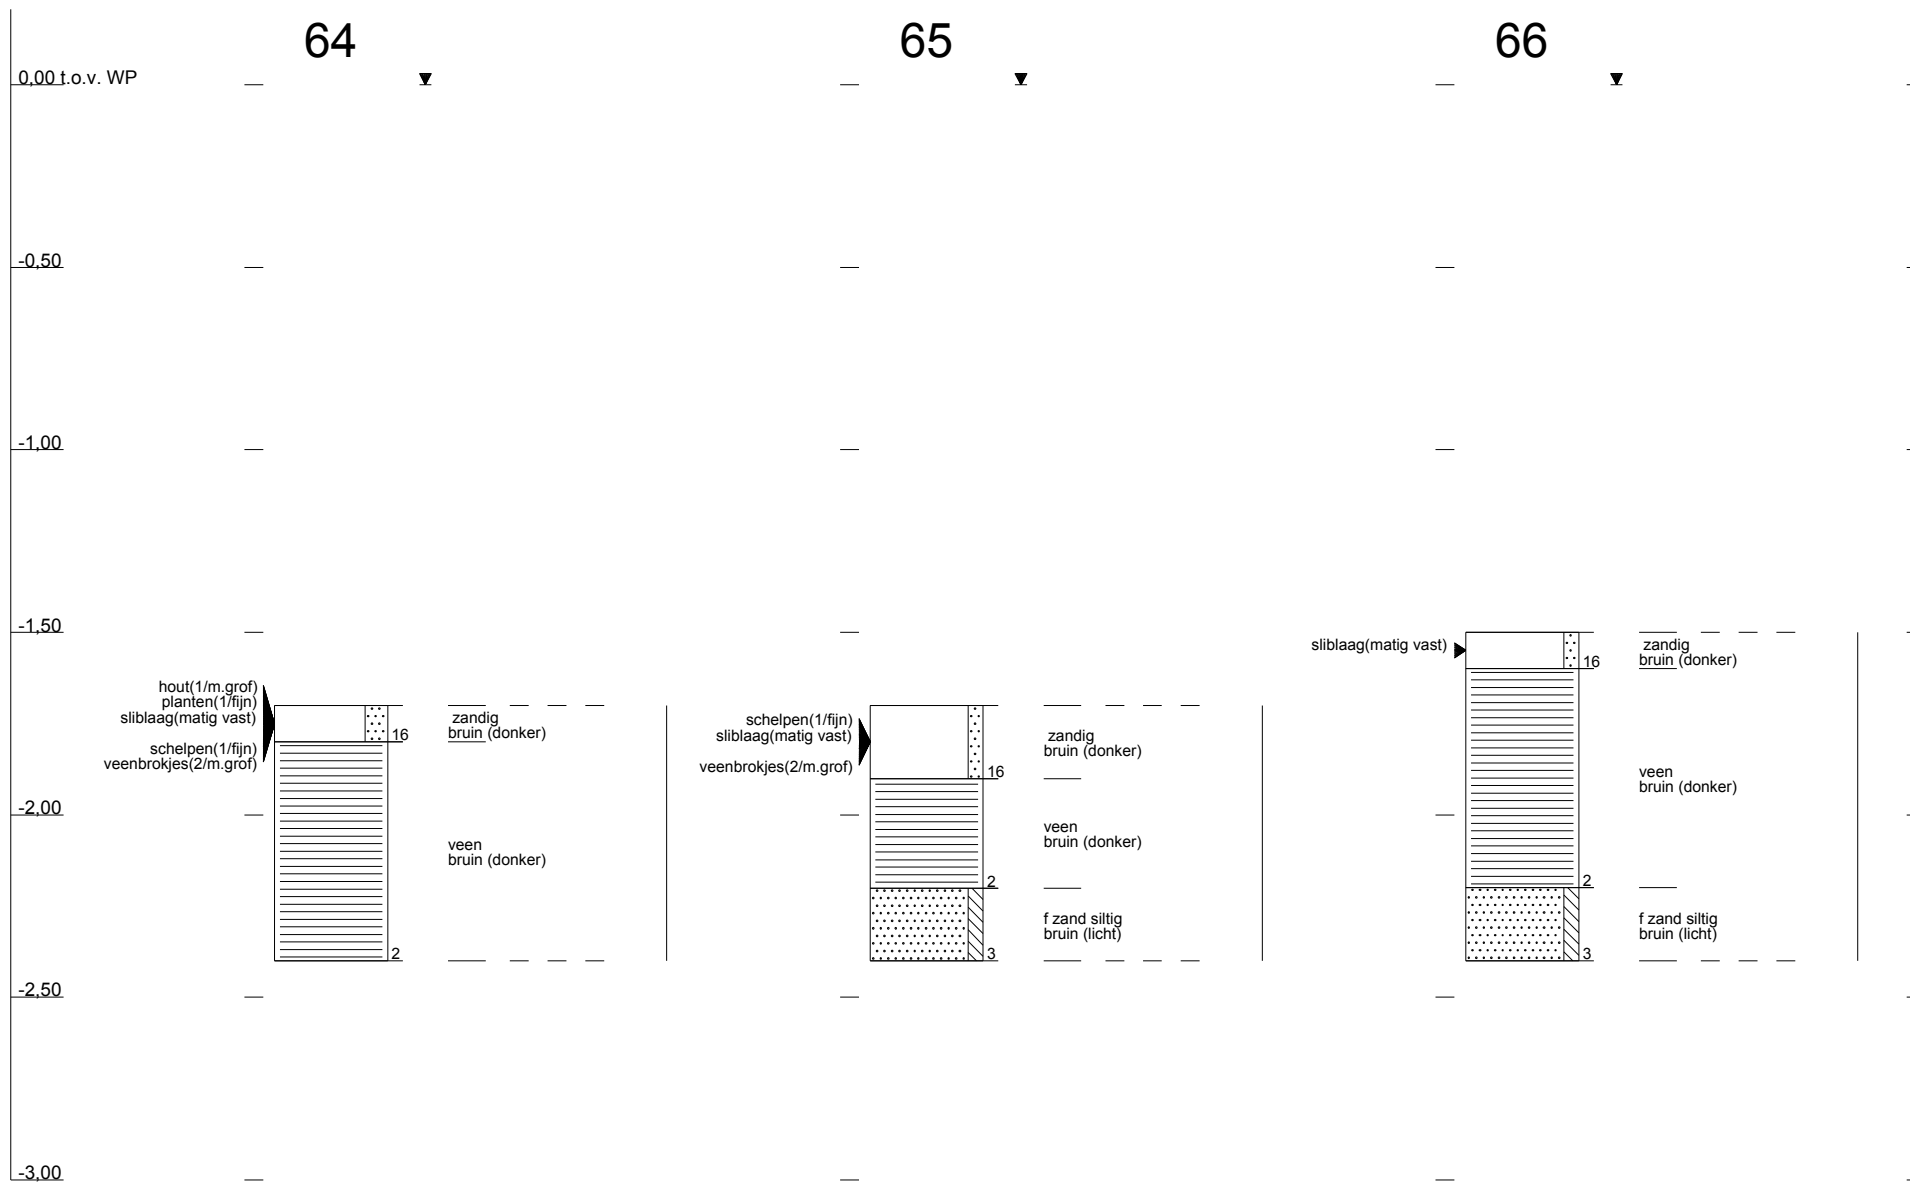 64
65
66
0,00 t.o.v. WP
-0,50
-1,00
-1,50
-2,00
-2,50
-3,00
hout(1/m.grof)
planten(1/fijn)
sliblaag(matig vast)
schelpen(1/fijn)
veenbrokjes(2/m.grof)
16
2
zandig
bruin (donker)
veen
bruin (donker)
schelpen(1/fijn)
sliblaag(matig vast)
veenbrokjes(2/m.grof)
16
2
3
zandig
bruin (donker)
veen
bruin (donker)
f zand siltig
bruin (licht)
sliblaag(matig vast)
16
2
3
zandig
bruin (donker)
veen
bruin (donker)
f zand siltig
bruin (licht)